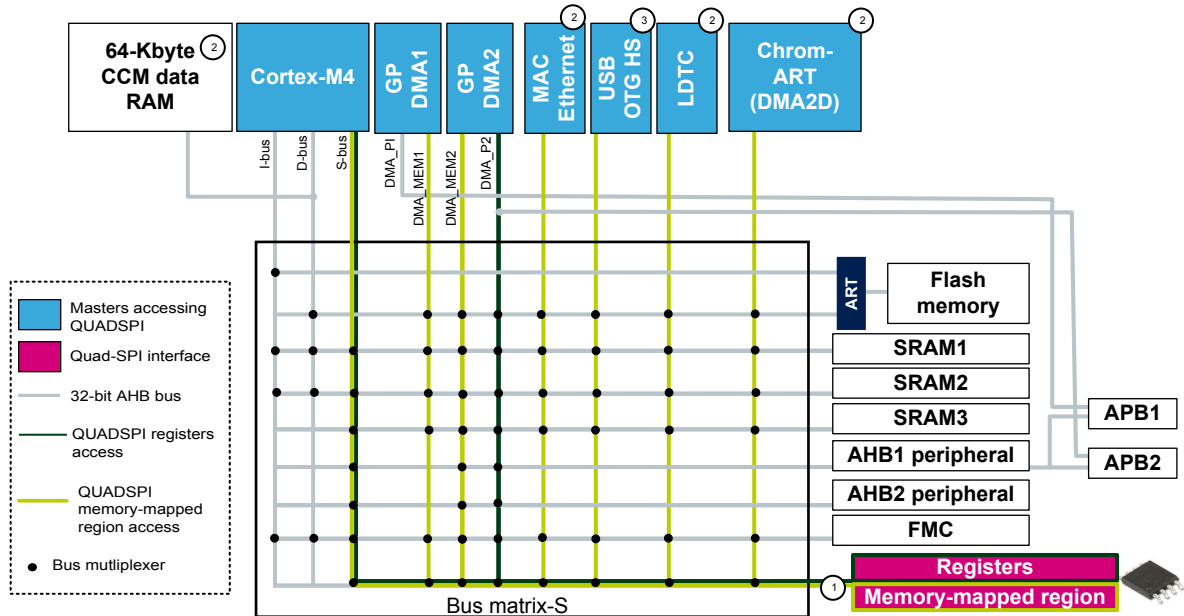 64-Kbyte
CCM data
RAM
2
Cortex-M4
GP
DMA1
GP
DMA2
MAC
Ethernet
2
USB
OTG HS
3
LDTC
2
Chrom-
ART
(DMA2D)
2
I-bus
D-bus
S-bus
DMA_PI
DMA_MEM1
DMA_MEM2
DMA_P2
Masters accessing
QUADSPI
Quad-SPI interface
32-bit AHB bus
QUADSPI registers
access
QUADSPI
memory-mapped
region access
Bus mutliplexer
ART
Flash
memory
SRAM1
SRAM2
SRAM3
AHB1 peripheral
AHB2 peripheral
FMC
APB1
APB2
1
Registers
Memory-mapped region
Bus matrix-S